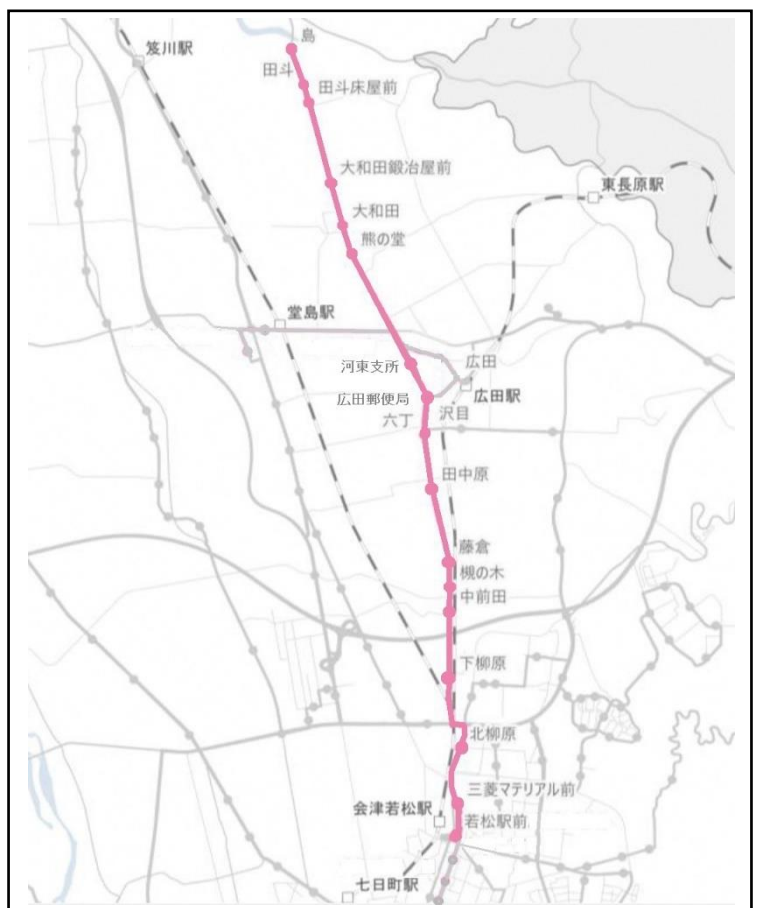 島
笈川駅
田斗
田斗床屋前
大和田鍛冶屋前
東長原駅
大和田
熊の堂
堂島駅
河東支所
広田
広田駅
広田郵便局
沢目
六丁
田中原
藤倉
槻の木
中前田
下柳原
北柳原
三菱マテリアル前
会津若松駅
若松駅前
七日町駅